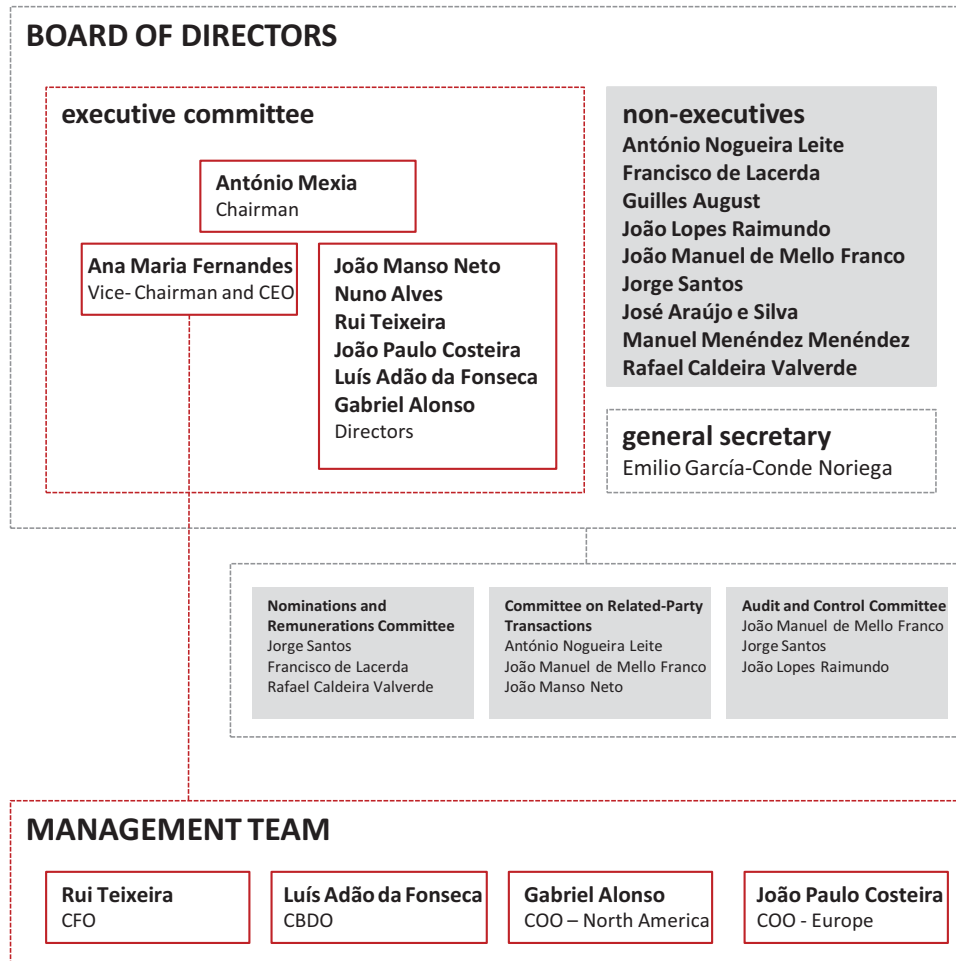 BOARD OF DIRECTORS
executive committee
António Mexia
Chairman
Ana Maria Fernandes
Vice- Chairman and CEO
João Manso Neto
Nuno Alves
Rui Teixeira
João Paulo Costeira
Luís Adão da Fonseca
Gabriel Alonso
Directors
non-executives
António Nogueira Leite
Francisco de Lacerda
Guilles August
João Lopes Raimundo
João Manuel de Mello Franco
Jorge Santos
José Araújo e Silva
Manuel Menéndez Menéndez
Rafael Caldeira Valverde
general secretary
Emilio García-Conde Noriega
Nominations and
Remunerations Committee
Jorge Santos
Francisco de Lacerda
Rafael Caldeira Valverde
Committee on Related-Party
Transactions
António Nogueira Leite
João Manuel de Mello Franco
João Manso Neto
Audit and Control Committee
João Manuel de Mello Franco
Jorge Santos
João Lopes Raimundo
MANAGEMENT TEAM
Rui Teixeira
CFO
Luís Adão da Fonseca
CBDO
Gabriel Alonso
COO – North America
João Paulo Costeira
COO - Europe